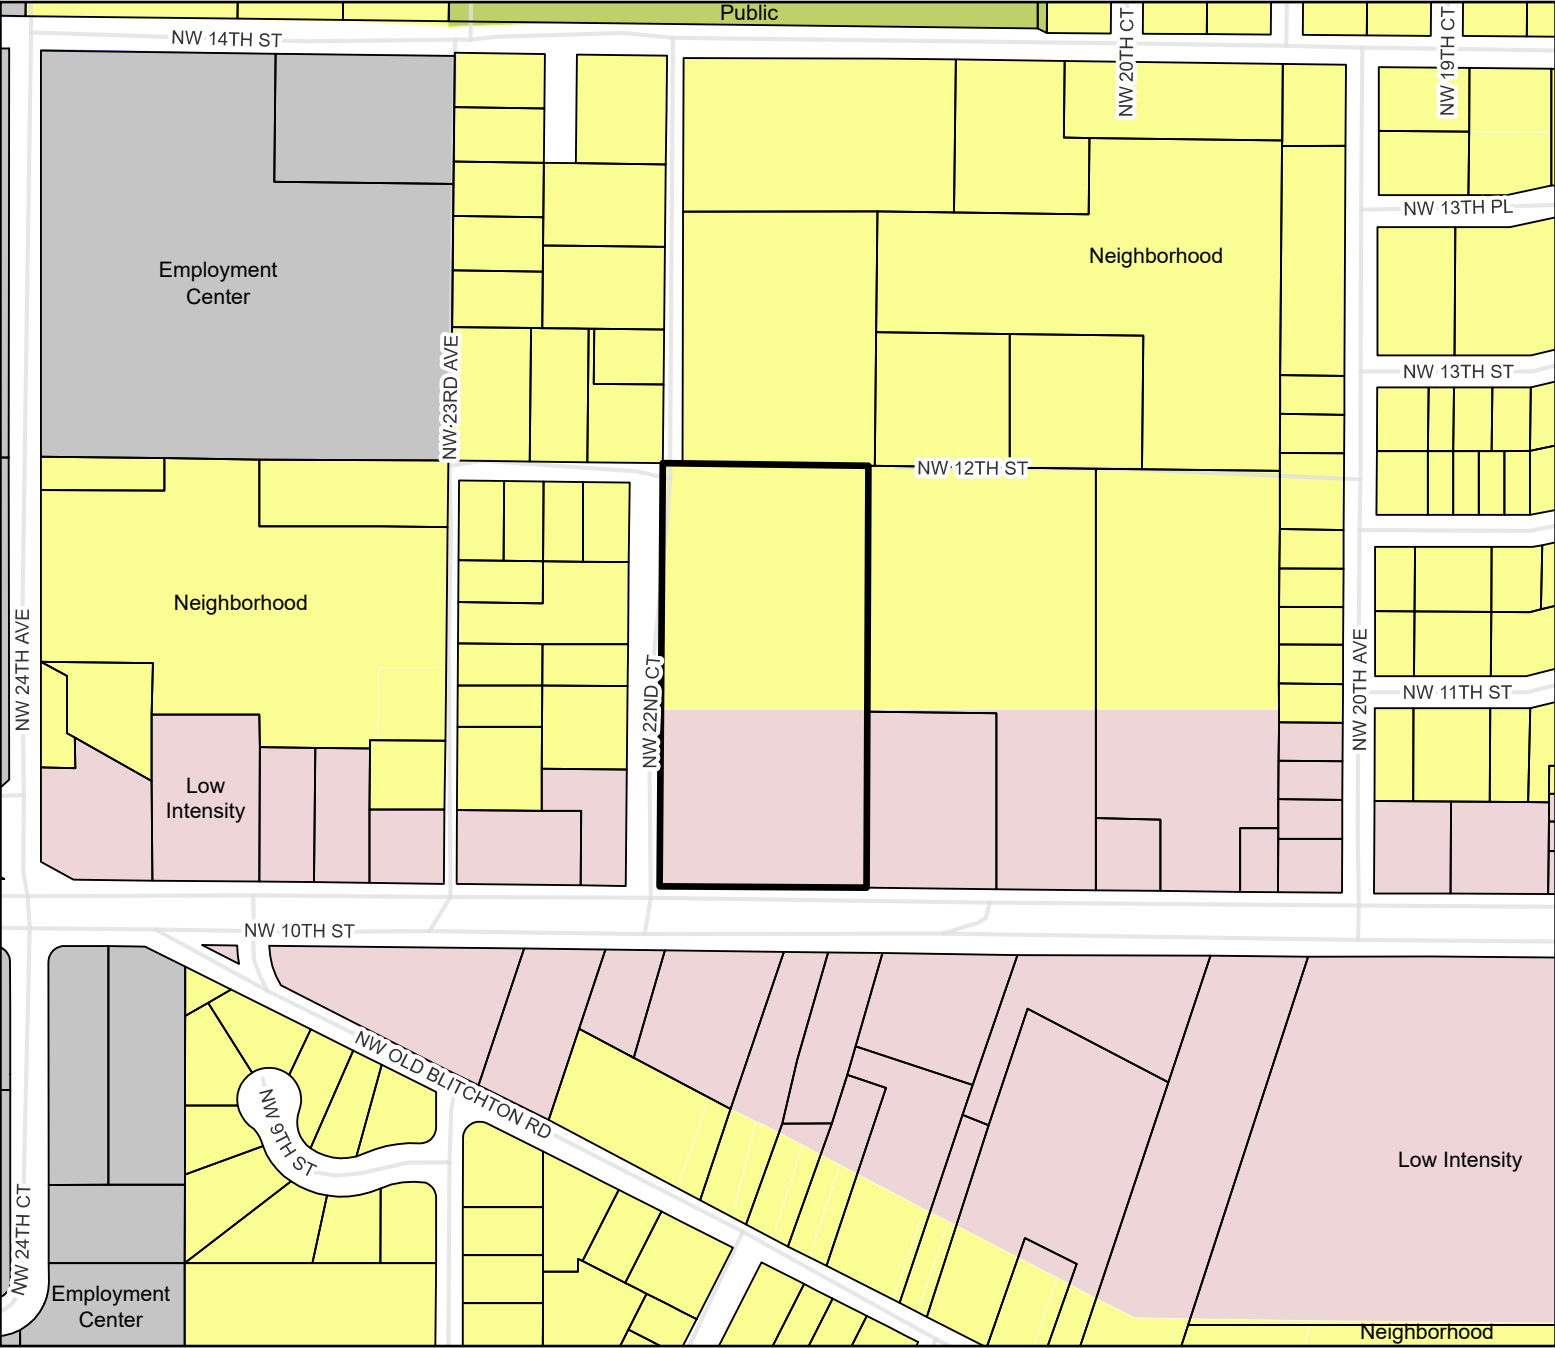 Public
NW 14TH ST
NW 20TH CT
NW 19TH CT
NW 13TH PL
Neighborhood
Employment
Center
NW 23RD AVE
NW 13TH ST
NW 12TH ST
Neighborhood
NW 24TH AVE
NW 22ND CT
NW 20TH AVE
NW 11TH ST
Low
Intensity
NW 10TH ST
NW OLD BLITCHTON RD
NW 9TH ST
Low Intensity
NW 24TH CT
Employment
Center
Neighborhood